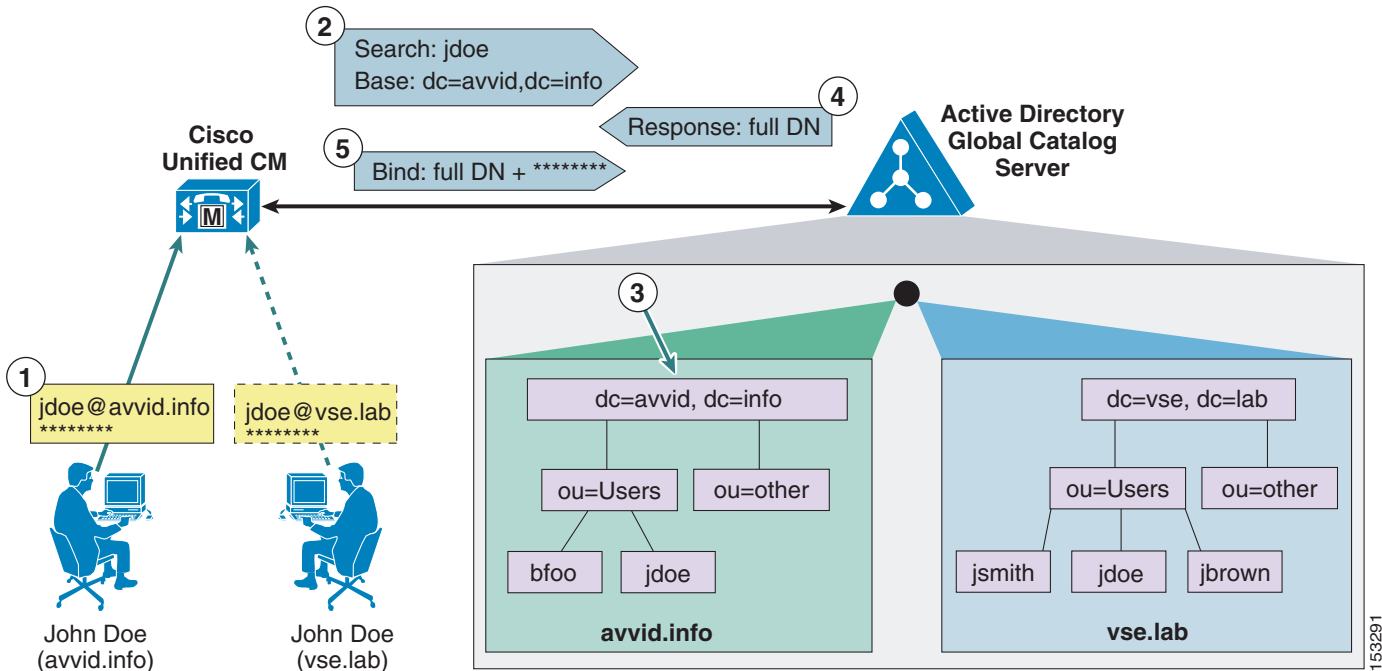 2
Search: jdoe
Base: dc=avvid,dc=info
4
Response: full DN
5
Bind: full DN + ********
Cisco
Unified CM
M
Active Directory
Global Catalog
Server
3
1
jdoe@avvid.info
********
jdoe@vse.lab
********
John Doe
(avvid.info)
John Doe
(vse.lab)
dc=avvid, dc=info
ou=Users
ou=other
bfoo
jdoe
avvid.info
dc=vse, dc=lab
ou=Users
ou=other
jsmith
jdoe
jbrown
vse.lab
153291